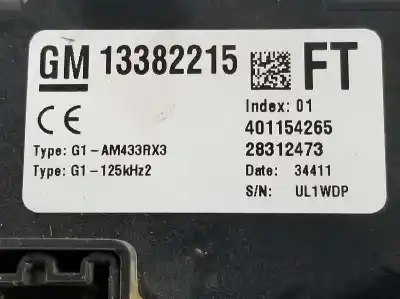 GM 13382215 FT
Index: 01
CE 401154265
Type: G1-AM433RX3 28312473
Type: G1-125kHz2 Date: 34411
S/N: UL1WDP